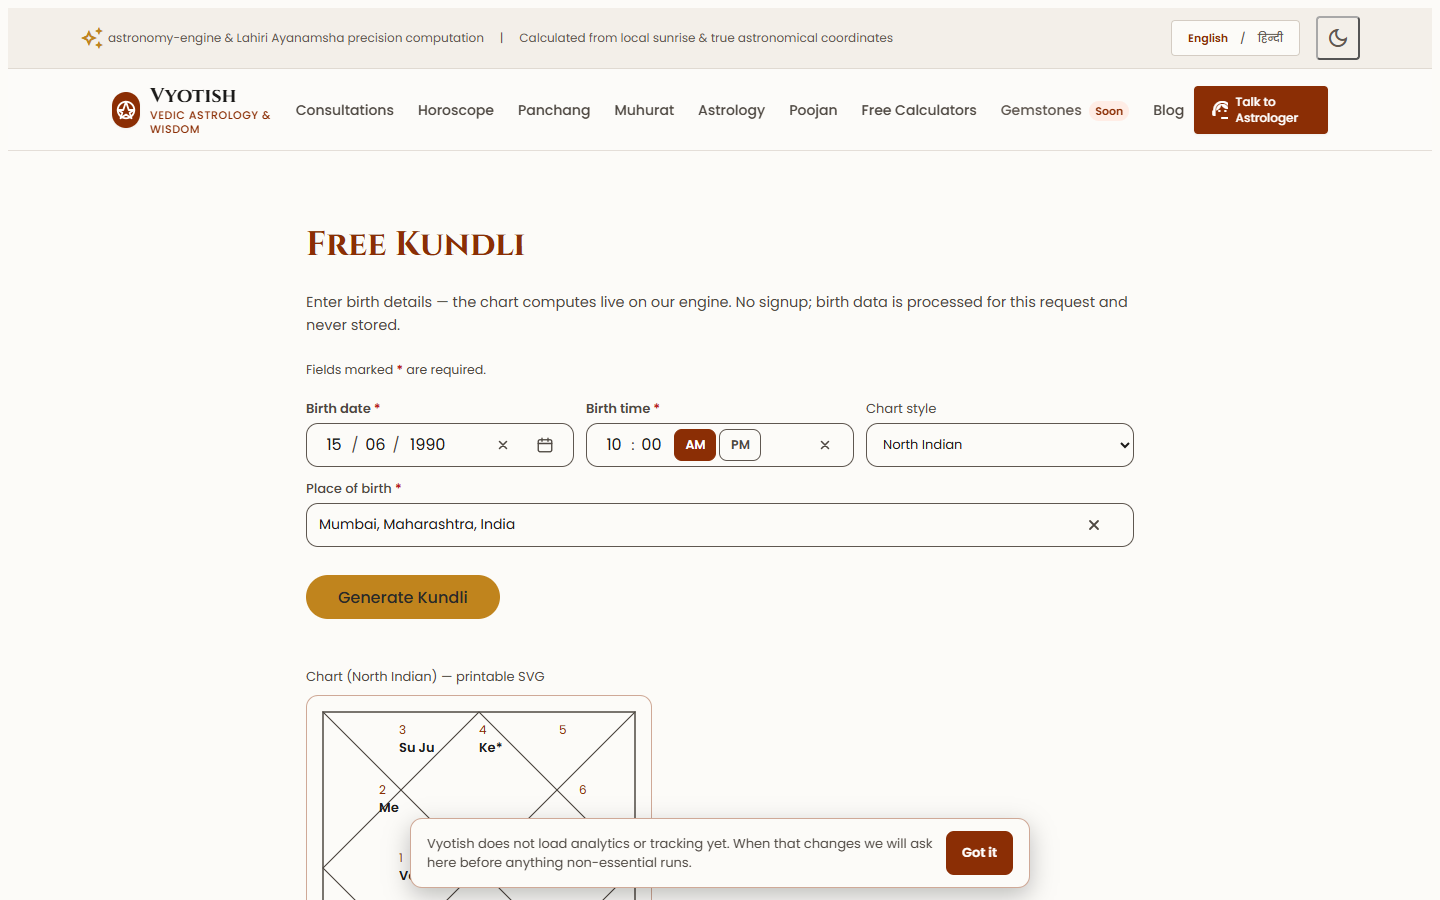 astronomy-engine & Lahiri Ayanamsha precision computation | Calculated from local sunrise & true astronomical coordinates
English / हिन्दी
VYOTISH
VEDIC ASTROLOGY &
WISDOM
Consultations Horoscope Panchang Muhurat Astrology Poojan Free Calculators Gemstones Soon Blog
Talk to
Astrologer
FREE KUNDLI
Enter birth details — the chart computes live on our engine. No signup; birth data is processed for this request and
never stored.
Fields marked * are required.
Birth date * Birth time * Chart style
15 / 06 / 1990 × 10 : 00 AM PM × North Indian
Place of birth *
Mumbai, Maharashtra, India ×
Generate Kundli
Chart (North Indian) — printable SVG
3 4 5
Su Ju Ke*
2 6
Me
1
Vyotish does not load analytics or tracking yet. When that changes we will ask
here before anything non-essential runs.
Got it